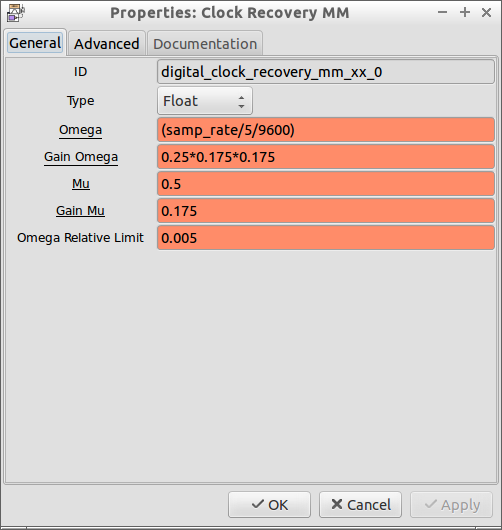 Properties: Clock Recovery MM
General Advanced Documentation
ID digital_clock_recovery_mm_xx_0
Type Float
Omega (samp_rate/5/9600)
Gain Omega 0.25*0.175*0.175
Mu 0.5
Gain Mu 0.175
Omega Relative Limit 0.005
OK Cancel Apply